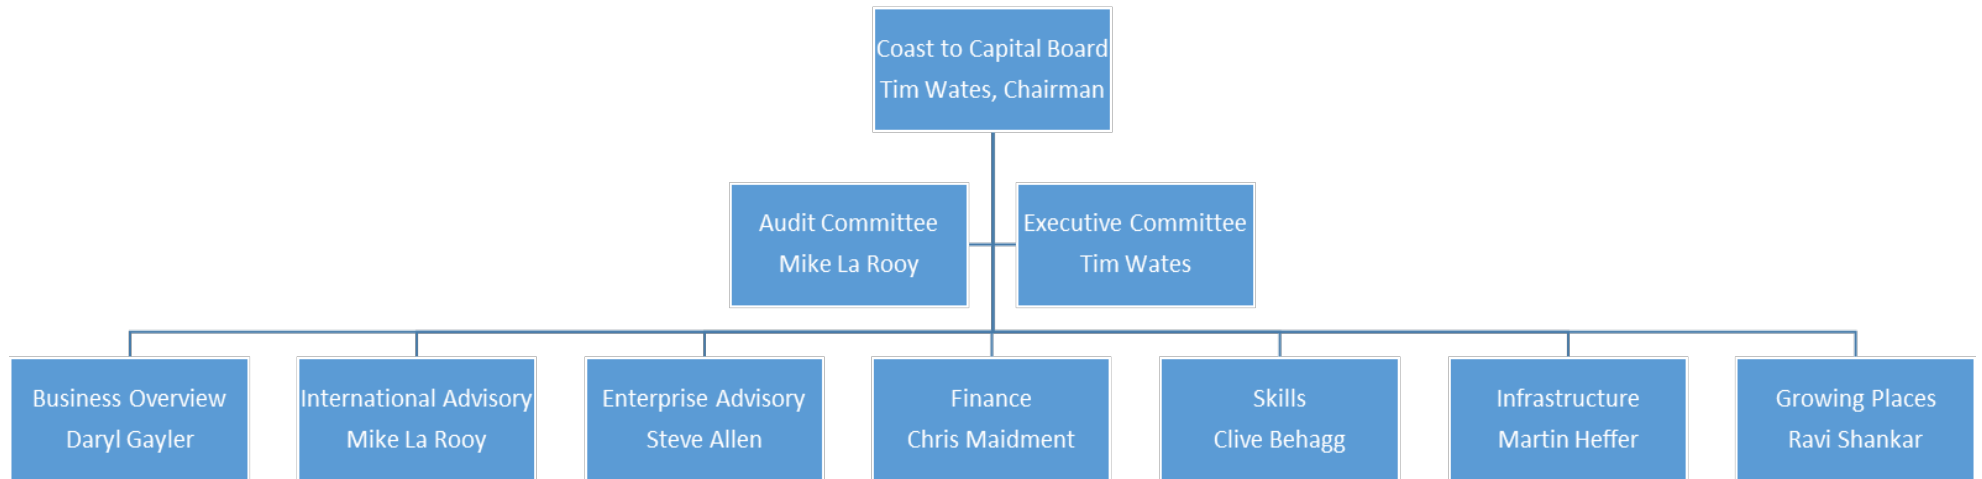 Coast to Capital Board
Tim Wates, Chairman
Audit Committee
Mike La Rooy
Executive Committee
Tim Wates
Business Overview
Daryl Gayler
International Advisory
Mike La Rooy
Enterprise Advisory
Steve Allen
Finance
Chris Maidment
Skills
Clive Behagg
Infrastructure
Martin Heffer
Growing Places
Ravi Shankar